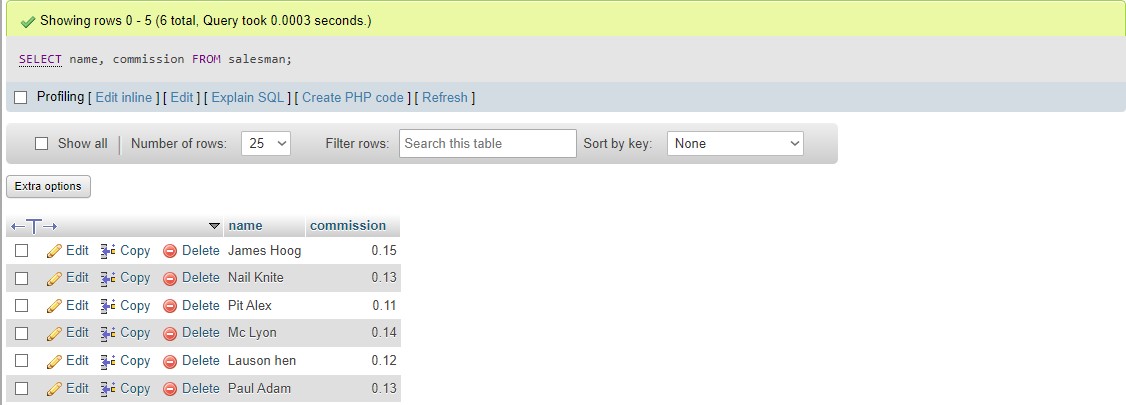 Showing rows 0 - 5 (6 total, Query took 0.0003 seconds.)
SELECT name, commission FROM salesman;
Profiling [ Edit inline ] [ Edit ] [ Explain SQL ] [ Create PHP code ] [ Refresh ]
Show all Number of rows: 25 Filter rows: Search this table Sort by key: None
Extra options
name commission
Edit Copy Delete James Hoog 0.15
Edit Copy Delete Nail Knite 0.13
Edit Copy Delete Pit Alex 0.11
Edit Copy Delete Mc Lyon 0.14
Edit Copy Delete Lauson hen 0.12
Edit Copy Delete Paul Adam 0.13